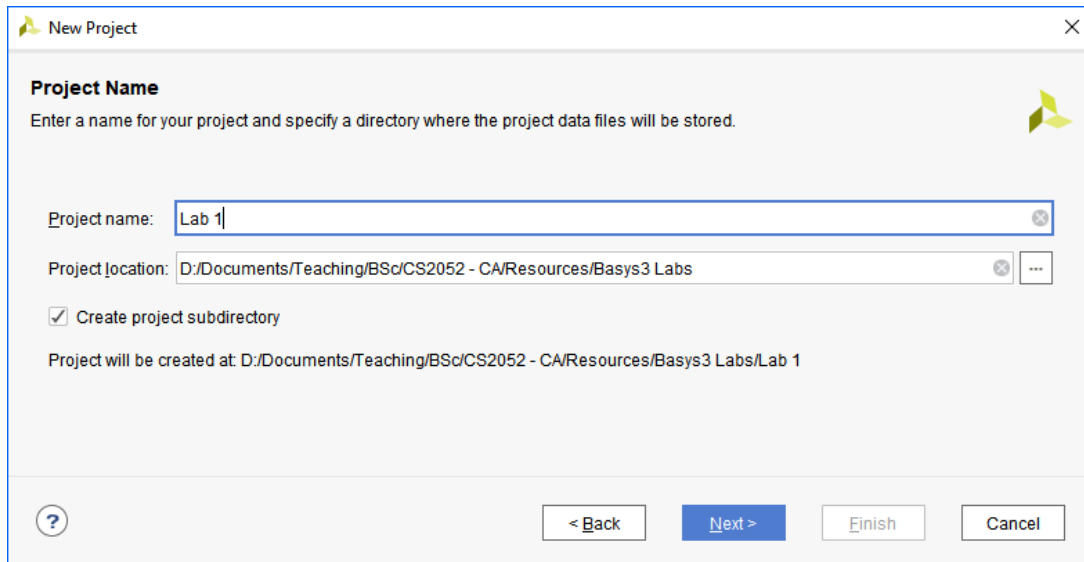 New Project
Project Name
Enter a name for your project and specify a directory where the project data files will be stored.
Project name: Lab 1
Project location: D:/Documents/Teaching/BSc/CS2052 - CA/Resources/Basys3 Labs ...
Create project subdirectory
Project will be created at: D:/Documents/Teaching/BSc/CS2052 - CA/Resources/Basys3 Labs/Lab 1
? < Back Next > Finish Cancel